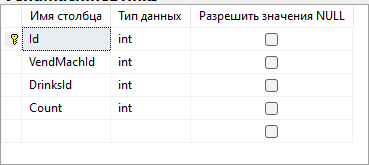 Имя столбца Тип данных Разрешить значения NULL
Id int
VendMachId int
DrinksId int
Count int